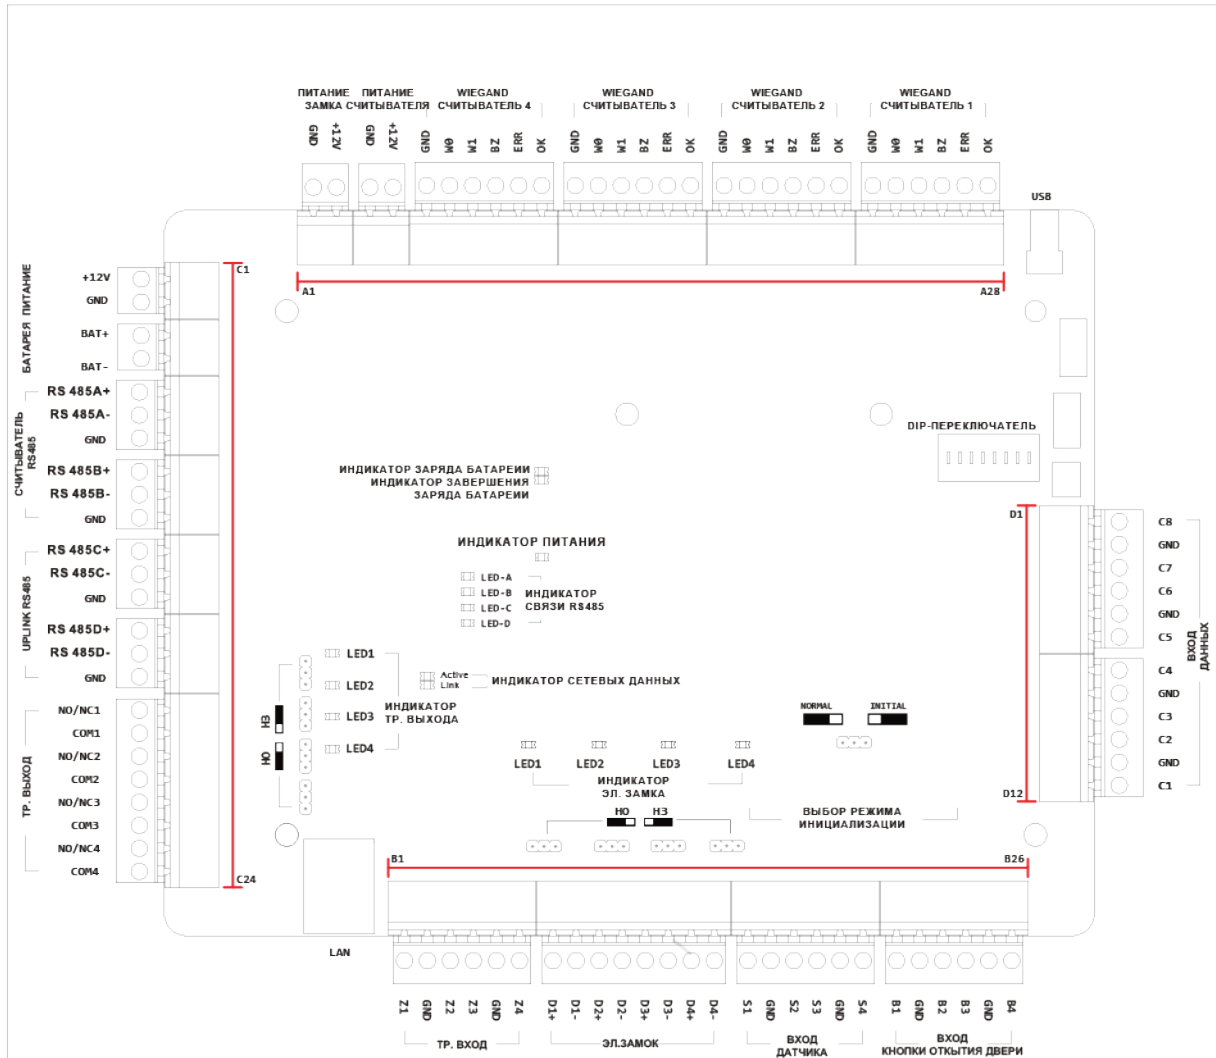 ПИТАНИЕ ЗАМКА
ПИТАНИЕ СЧИТЫВАТЕЛЯ
WIEGAND
СЧИТЫВАТЕЛЬ 4
WIEGAND
СЧИТЫВАТЕЛЬ 3
WIEGAND
СЧИТЫВАТЕЛЬ 2
WIEGAND
СЧИТЫВАТЕЛЬ 1
GND +12V GND +12V GND W0 W1 BZ ERR OK GND W0 W1 BZ ERR OK GND W0 W1 BZ ERR OK GND W0 W1 BZ ERR OK
USB
A1
A28
C1
БАТАРЕЯ ПИТАНИЕ
+12V
GND
BAT+
BAT-
СЧИТЫВАТЕЛЬ
RS485
RS 485A+
RS 485A-
GND
RS 485B+
RS 485B-
GND
UPLINK RS485
RS 485C+
RS 485C-
GND
RS 485D+
RS 485D-
GND
ТР. ВЫХОД
NO/NC1
COM1
NO/NC2
COM2
NO/NC3
COM3
NO/NC4
COM4
C24
DIP-ПЕРЕКЛЮЧАТЕЛЬ
ИНДИКАТОР ЗАРЯДА БАТАРЕИИ
ИНДИКАТОР ЗАВЕРШЕНИЯ
ЗАРЯДА БАТАРЕИИ
ИНДИКАТОР ПИТАНИЯ
LED-A
LED-B
LED-C
LED-D
ИНДИКАТОР
СВЯЗИ RS485
LED1
LED2
LED3
LED4
ИНДИКАТОР
ТР. ВЫХОДА
НЗ
НО
Active
Link
ИНДИКАТОР СЕТЕВЫХ ДАННЫХ
NORMAL
INITIAL
LED1 LED2 LED3 LED4
ИНДИКАТОР
ЭЛ. ЗАМКА
НО НЗ
ВЫБОР РЕЖИМА
ИНИЦИАЛИЗАЦИИ
D1
C8
GND
C7
C6
GND
C5
C4
GND
C3
C2
GND
C1
ВХОД
ДАННЫХ
D12
B1
B26
LAN
Z1 GND Z2 Z3 GND Z4 D1+ D1- D2+ D2- D3+ D3- D4+ D4- S1 GND S2 S3 GND S4 B1 GND B2 B3 GND B4
ТР. ВХОД
ЭЛ.ЗАМОК
ВХОД
ДАТЧИКА
ВХОД
КНОПКИ ОТКЫТИЯ ДВЕРИ